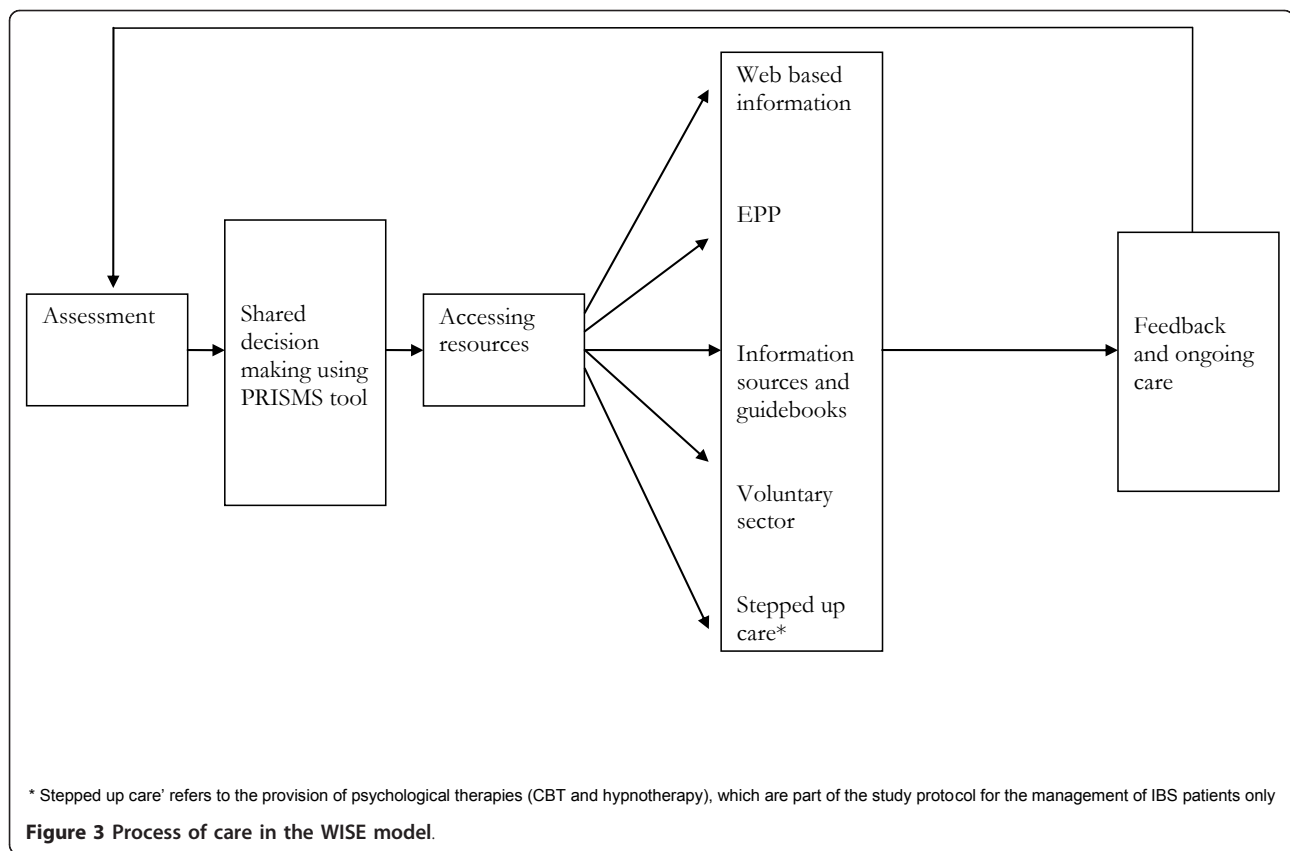 Assessment
Shared
decision
making using
PRISMS tool
Accessing
resources
Web based
information
EPP
Information
sources and
guidebooks
Voluntary
sector
Stepped up
care*
Feedback
and ongoing
care
* Stepped up care’ refers to the provision of psychological therapies (CBT and hypnotherapy), which are part of the study protocol for the management of IBS patients only
Figure 3 Process of care in the WISE model.